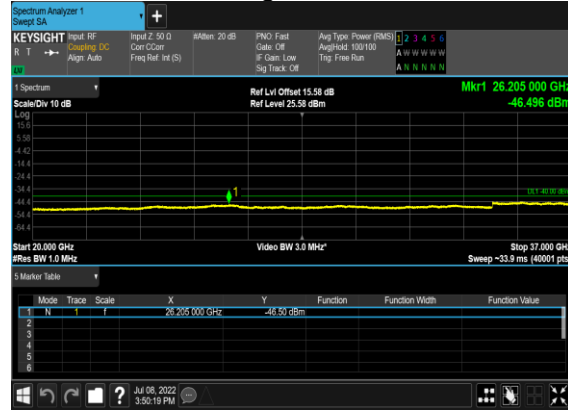 Spectrum Analyzer 1
Swept SA
+
KEYSIGHT Input: RF Input Z: 50 Ω #Atten: 20 dB PNO: Fast Avg Type: Power (RMS) 1 2 3 4 5 6
R T Coupling: DC Corr CCorr Gate: Off Avg|Hold: 100/100 A W W W W W
Align: Auto Freq Ref: Int (S) IF Gain: Low Trig: Free Run
Sig Track: Off A N N N N N
1 Spectrum Ref Lvl Offset 15.58 dB Mkr1 26.205 000 GHz
Scale/Div 10 dB Ref Level 25.58 dBm -46.496 dBm
Log
15.6
5.58
-4.42
-14.4
-24.4
-34.4
1
DL1 -40.00 dBm
-44.4
-54.4
-64.4
Start 20.000 GHz Video BW 3.0 MHz* Stop 37.000 GHz
#Res BW 1.0 MHz Sweep ~33.9 ms (40001 pts)
5 Marker Table
Mode Trace Scale X Y Function Function Width Function Value
1 N 1 f 26.205 000 GHz -46.50 dBm
2
3
4
5
6
? Jul 08, 2022
3:50:19 PM